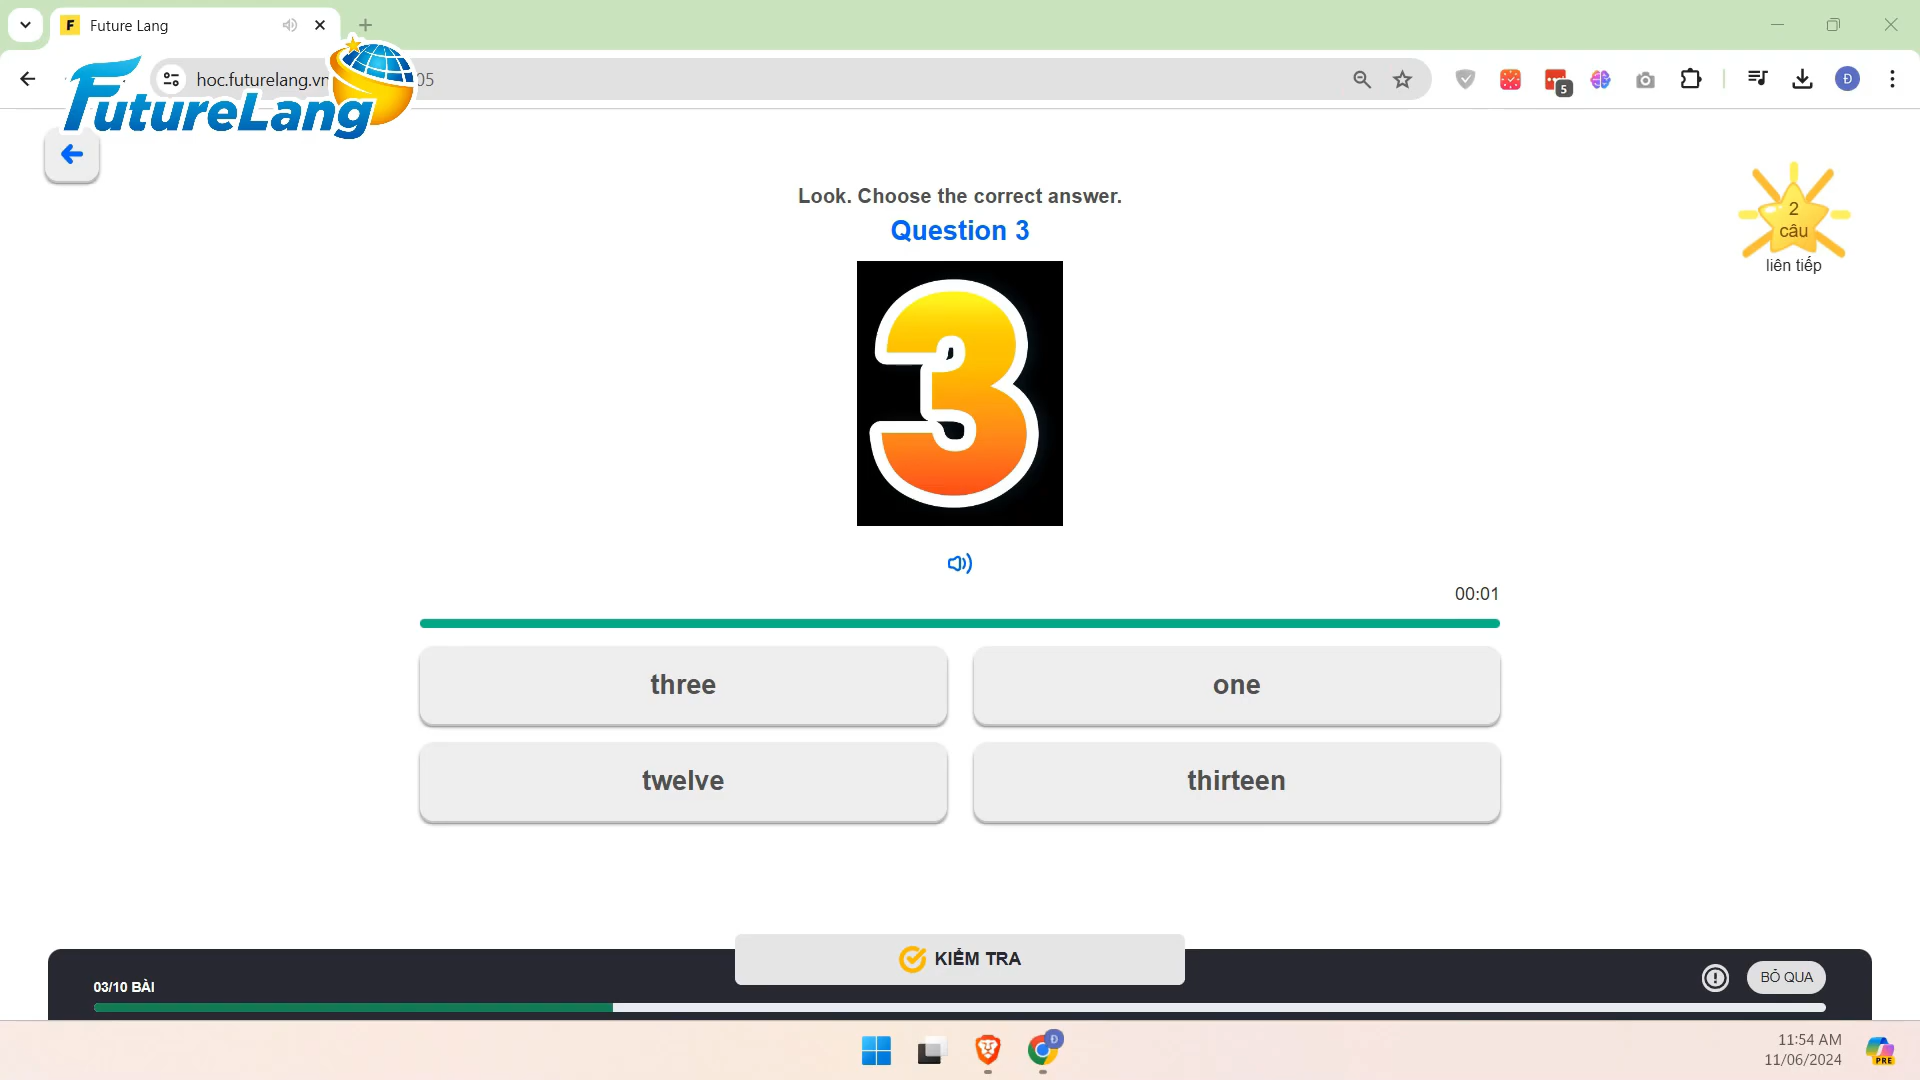 Future Lang
hoc.futurelang.vn
05
FutureLang
5
Đ
Look. Choose the correct answer.
Question 3
2
câu
liên tiếp
3
00:01
three
one
twelve
thirteen
KIỂM TRA
03/10 BÀI
BỎ QUA
Đ
11:54 AM
11/06/2024
PRE